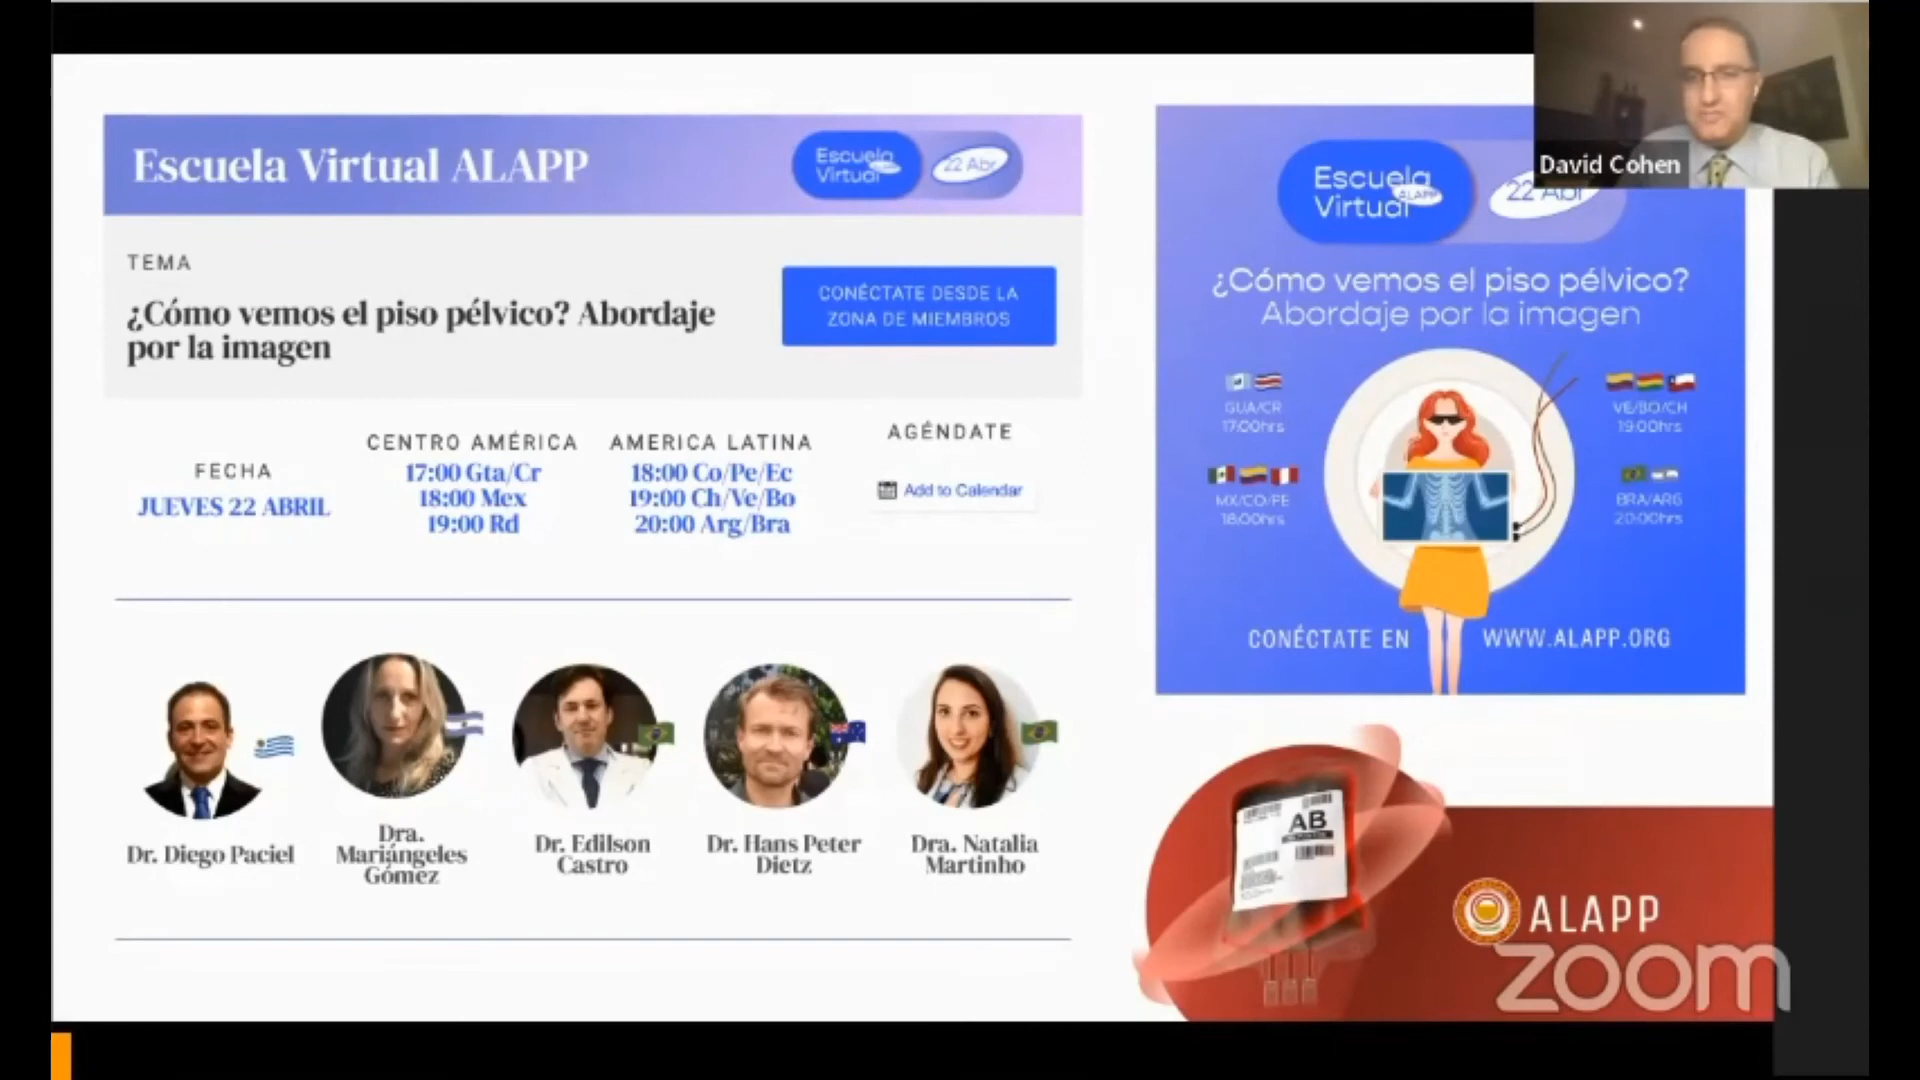 Escuela Virtual ALAPP
Escuela
Virtual
22 Abr
TEMA
¿Cómo vemos el piso pélvico? Abordaje
por la imagen
CONÉCTATE DESDE LA
ZONA DE MIEMBROS
FECHA
JUEVES 22 ABRIL
CENTRO AMÉRICA
17:00 Gta/Cr
18:00 Mex
19:00 Rd
AMERICA LATINA
18:00 Co/Pe/Ec
19:00 Ch/Ve/Bo
20:00 Arg/Bra
AGÉNDATE
Add to Calendar
Dr. Diego Paciel
Dra.
Mariángeles
Gómez
Dr. Edilson
Castro
Dr. Hans Peter
Dietz
Dra. Natalia
Martinho
David Cohen
Escuela
ALAPP
Virtual
22 Abr
¿Cómo vemos el piso pélvico?
Abordaje por la imagen
GUA/CR
17:00hrs
VE/BO/CH
19:00hrs
MX/CO/PE
18:00hrs
BRA/ARG
20:00hrs
CONÉCTATE EN
WWW.ALAPP.ORG
AB
ALAPP
zoom